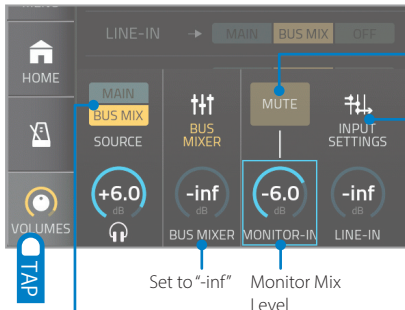 LINE-IN MAIN BUS MIX OFF
HOME
MAIN
BUS MIX
SOURCE
BUS
MIXER
MUTE
INPUT
SETTINGS
+6.0
dB
-inf
dB
-6.0
dB
-inf
dB
VOLUMES
BUS MIXER
MONITOR-IN
LINE-IN
TAP
Set to "-inf"
Monitor Mix
Level